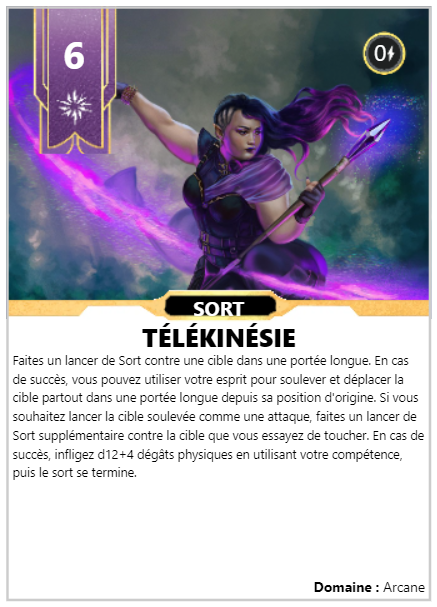 6
0
SORT
TÉLÉKINÉSIE
Faites un lancer de Sort contre une cible dans une portée longue. En cas
de succès, vous pouvez utiliser votre esprit pour soulever et déplacer la
cible partout dans une portée longue depuis sa position d'origine. Si vous
souhaitez lancer la cible soulevée comme une attaque, faites un lancer de
Sort supplémentaire contre la cible que vous essayez de toucher. En cas de
succès, infligez d12+4 dégâts physiques en utilisant votre compétence,
puis le sort se termine.
Domaine : Arcane